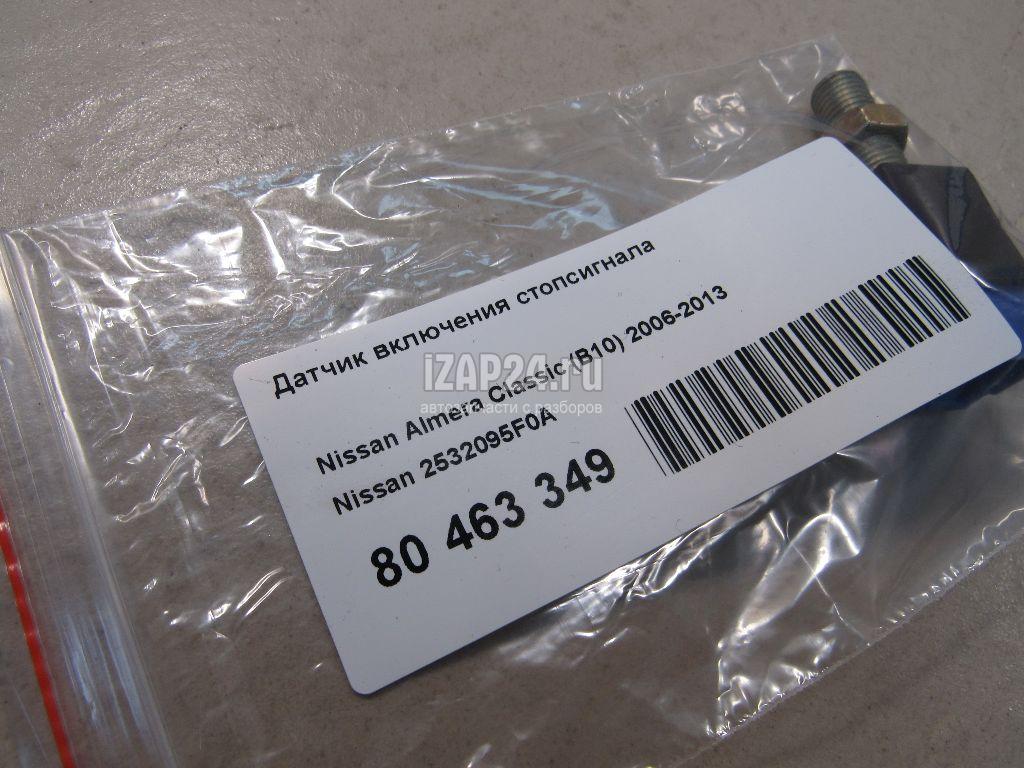 Датчик включения стопсигнала
Nissan Almera Classic (B10) 2006-2013
Nissan 2532095F0A
80 463 349
iZAP24.ru
автозапчасти с разборов